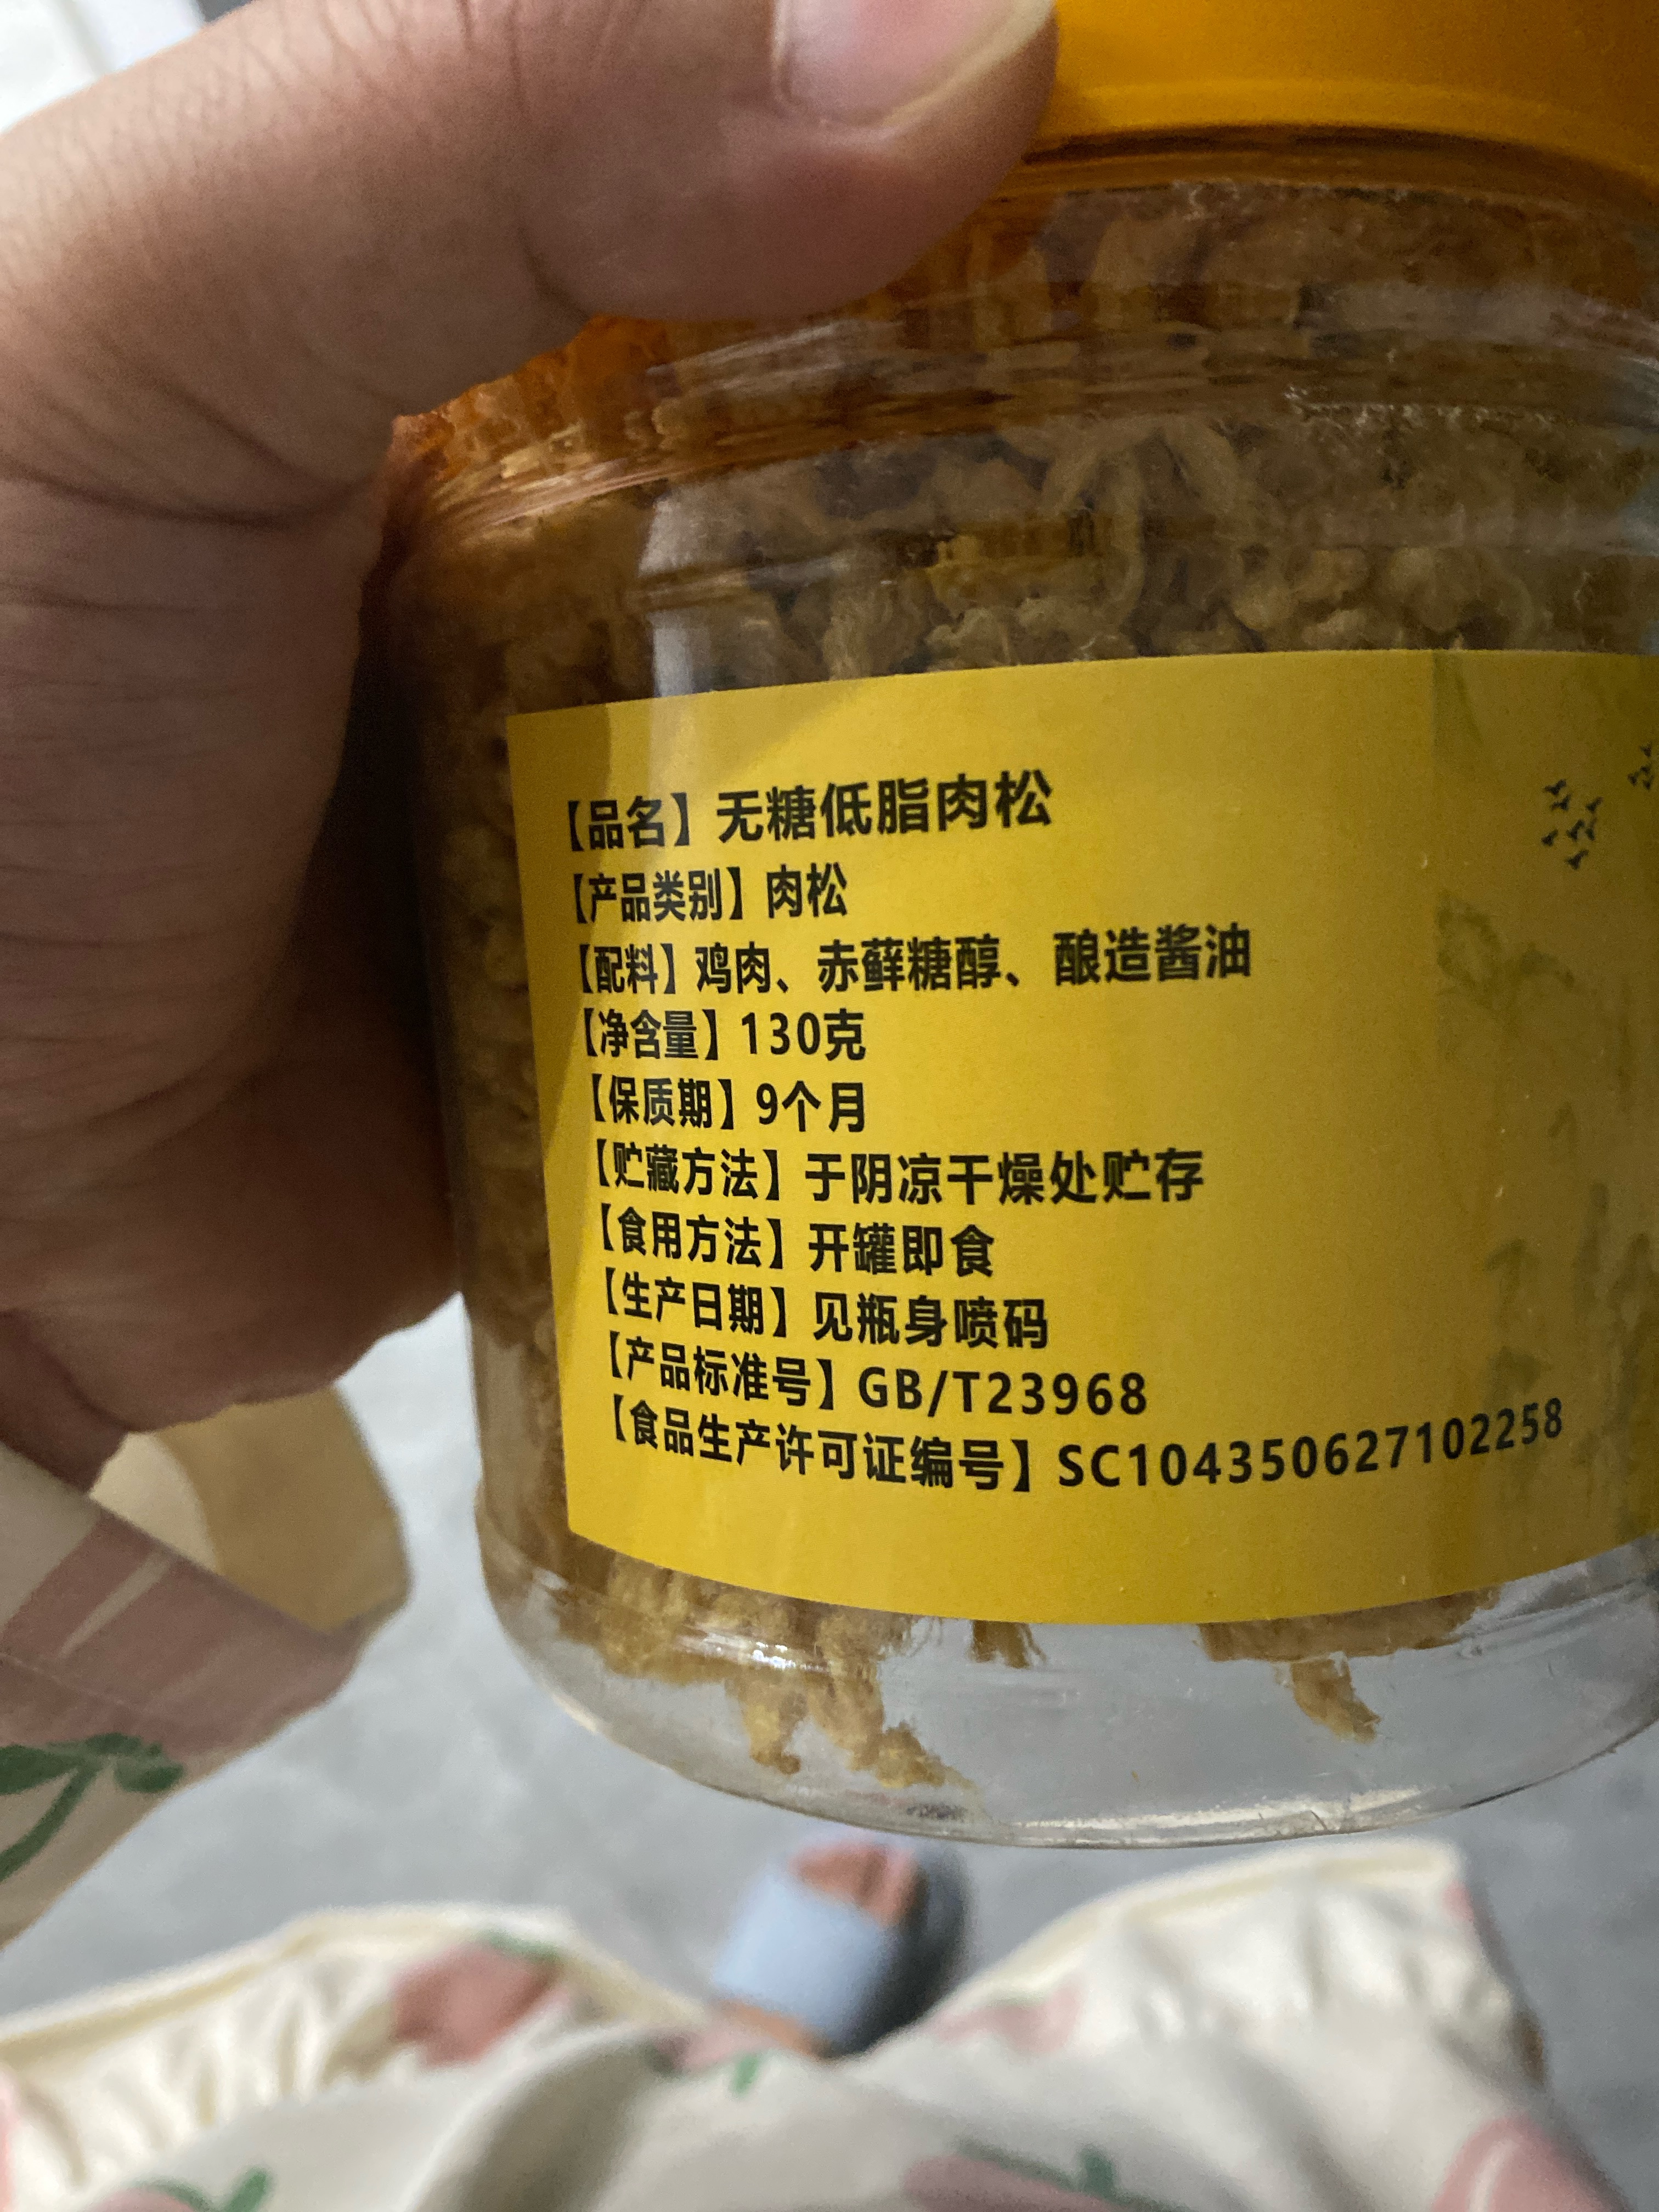 【品名】无糖低脂肉松
【产品类别】肉松
【配料】鸡肉、赤藓糖醇、酿造酱油
【净含量】130克
【保质期】9个月
【贮藏方法】于阴凉干燥处贮存
【食用方法】开罐即食
【生产日期】见瓶身喷码
【产品标准号】GB/T23968
【食品生产许可证编号】SC10435062710​2258